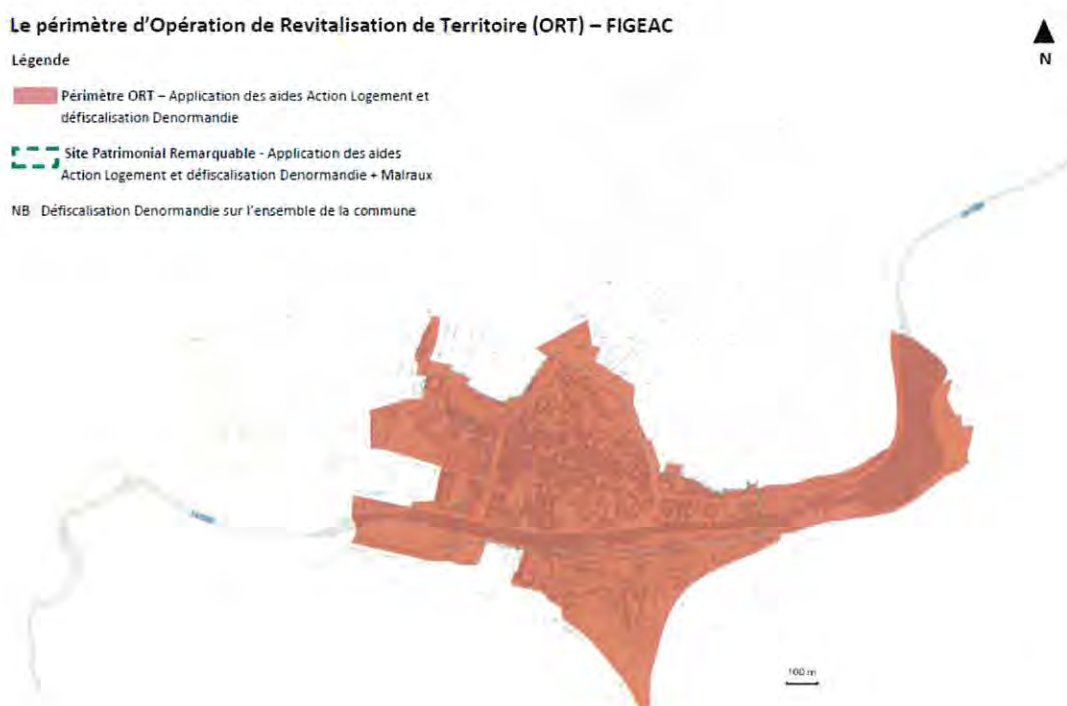 Le périmètre d'Opération de Revitalisation de Territoire (ORT) – FIGEAC
N
Légende
Périmètre ORT – Application des aides Action Logement et
défiscalisation Denormandie
Site Patrimonial Remarquable - Application des aides
Action Logement et défiscalisation Denormandie + Malraux
NB Défiscalisation Denormandie sur l'ensemble de la commune
100 m